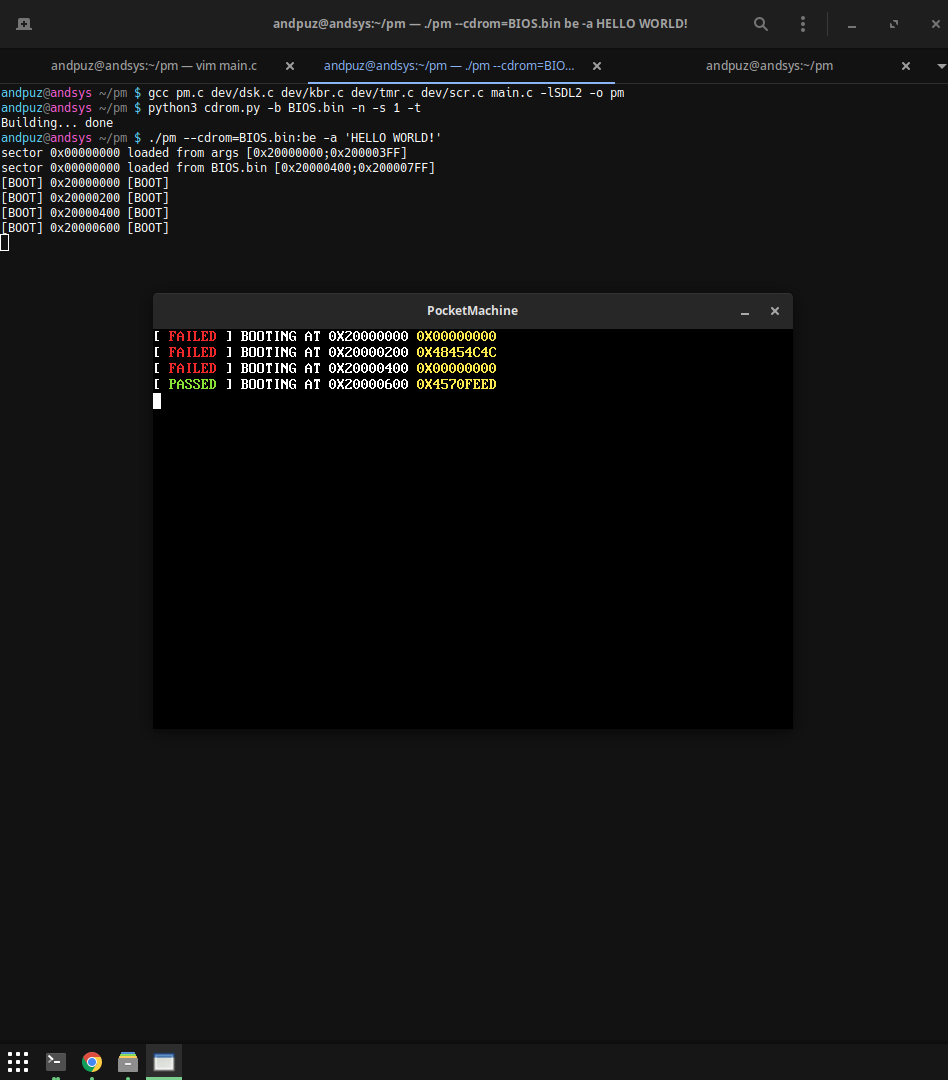 andpuz@andsys:~/pm — ./pm --cdrom=BIOS.bin be -a HELLO WORLD!
andpuz@andsys:~/pm — vim main.c
andpuz@andsys:~/pm — ./pm --cdrom=BIO...
andpuz@andsys:~/pm
andpuz@andsys ~/pm $ gcc pm.c dev/dsk.c dev/kbr.c dev/tmr.c dev/scr.c main.c -lSDL2 -o pm
andpuz@andsys ~/pm $ python3 cdrom.py -b BIOS.bin -n -s 1 -t
Building... done
andpuz@andsys ~/pm $ ./pm --cdrom=BIOS.bin:be -a 'HELLO WORLD!'
sector 0x00000000 loaded from args [0x20000000;0x200003FF]
sector 0x00000000 loaded from BIOS.bin [0x20000400;0x200007FF]
[BOOT] 0x20000000 [BOOT]
[BOOT] 0x20000200 [BOOT]
[BOOT] 0x20000400 [BOOT]
[BOOT] 0x20000600 [BOOT]
PocketMachine
[ FAILED ] BOOTING AT 0X20000000 0X00000000
[ FAILED ] BOOTING AT 0X20000200 0X48454C4C
[ FAILED ] BOOTING AT 0X20000400 0X00000000
[ PASSED ] BOOTING AT 0X20000600 0X4570FEED